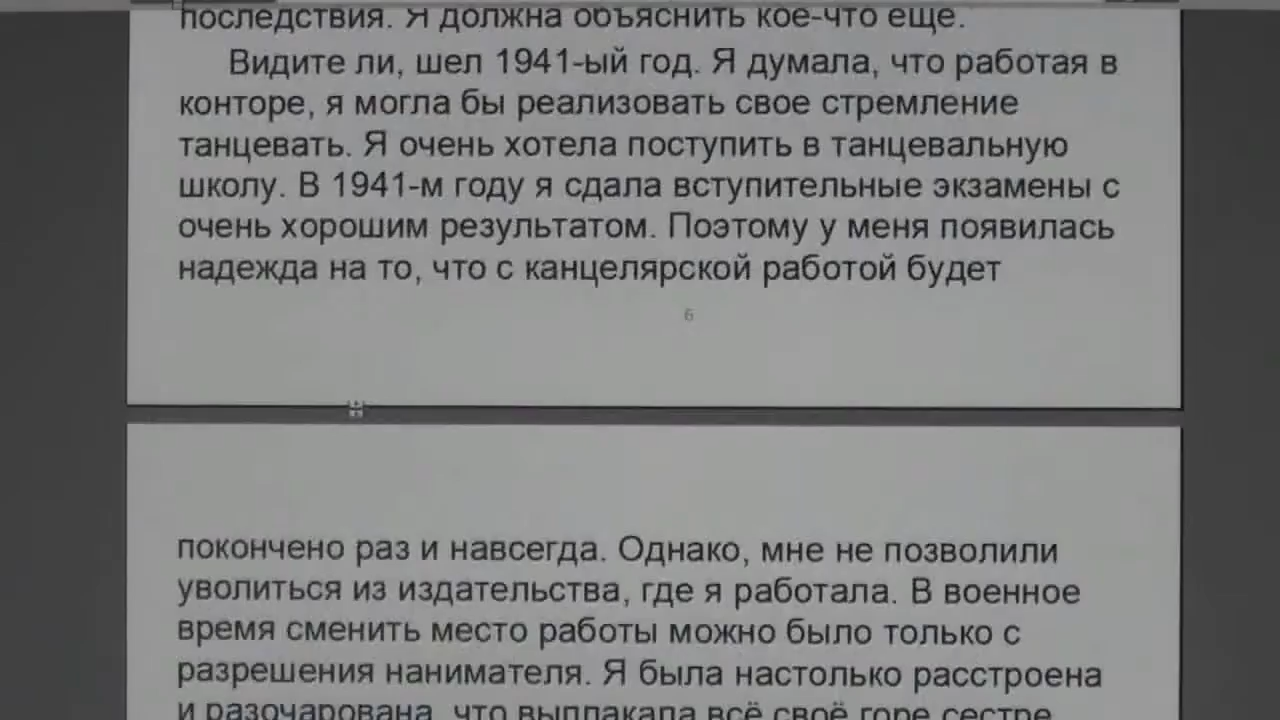 последствия. Я должна объяснить кое-что еще.
Видите ли, шел 1941-ый год. Я думала, что работая в
конторе, я могла бы реализовать свое стремление
танцевать. Я очень хотела поступить в танцевальную
школу. В 1941-м году я сдала вступительные экзамены с
очень хорошим результатом. Поэтому у меня появилась
надежда на то, что с канцелярской работой будет
6
покончено раз и навсегда. Однако, мне не позволили
уволиться из издательства, где я работала. В военное
время сменить место работы можно было только с
разрешения нанимателя. Я была настолько расстроена
и разочарована, что выплакала всё своё горе сестре